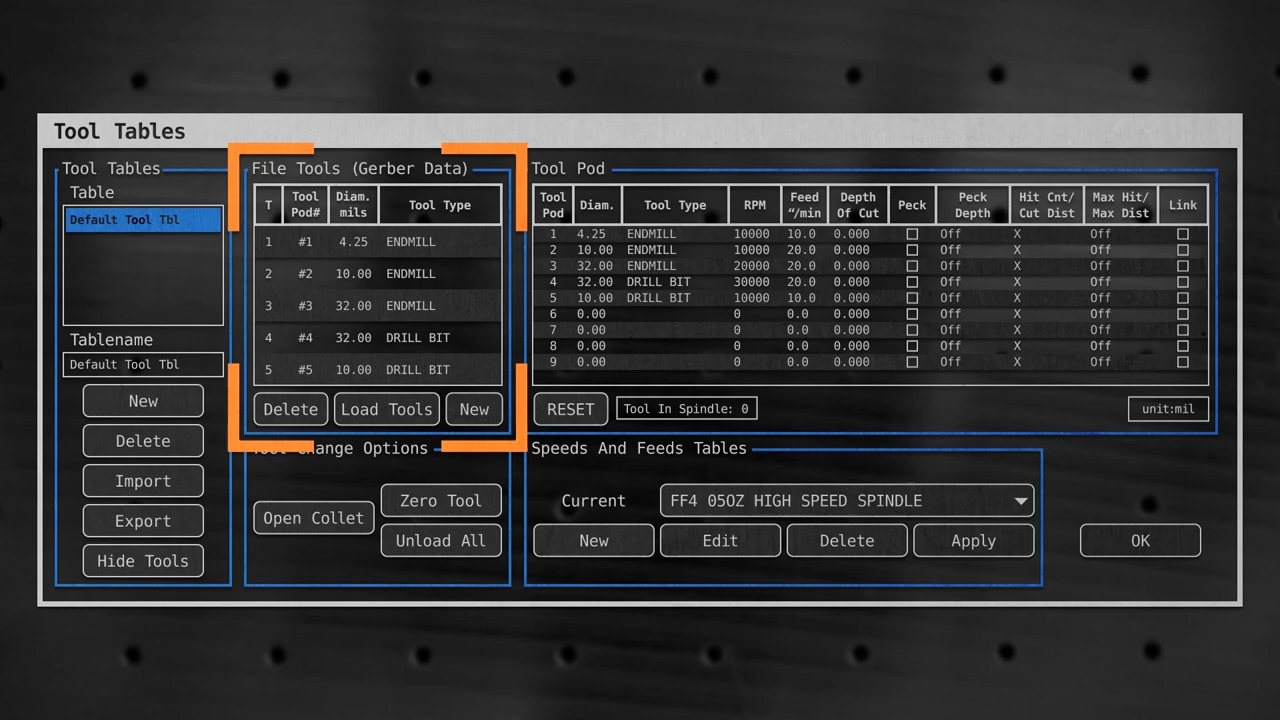 Tool Tables
Tool Tables
Table
Default Tool Tbl
Tablename
Default Tool Tbl
New
Delete
Import
Export
Hide Tools
File Tools (Gerber Data)
T Tool Pod# Diam. mils Tool Type
1 #1 4.25 ENDMILL
2 #2 10.00 ENDMILL
3 #3 32.00 ENDMILL
4 #4 32.00 DRILL BIT
5 #5 10.00 DRILL BIT
Delete Load Tools New
Tool Pod
Tool Pod Diam. Tool Type RPM Feed “/min Depth Of Cut Peck Peck Depth Hit Cnt/ Cut Dist Max Hit/ Max Dist Link
1 4.25 ENDMILL 10000 10.0 0.000 Off X Off
2 10.00 ENDMILL 10000 20.0 0.000 Off X Off
3 32.00 ENDMILL 20000 20.0 0.000 Off X Off
4 32.00 DRILL BIT 30000 20.0 0.000 Off X Off
5 10.00 DRILL BIT 10000 10.0 0.000 Off X Off
6 0.00 0 0.0 0.000 Off X Off
7 0.00 0 0.0 0.000 Off X Off
8 0.00 0 0.0 0.000 Off X Off
9 0.00 0 0.0 0.000 Off X Off
RESET Tool In Spindle: 0 unit:mil
Change Options
Open Collet
Zero Tool
Unload All
Speeds And Feeds Tables
Current FF4 05OZ HIGH SPEED SPINDLE
New Edit Delete Apply
OK